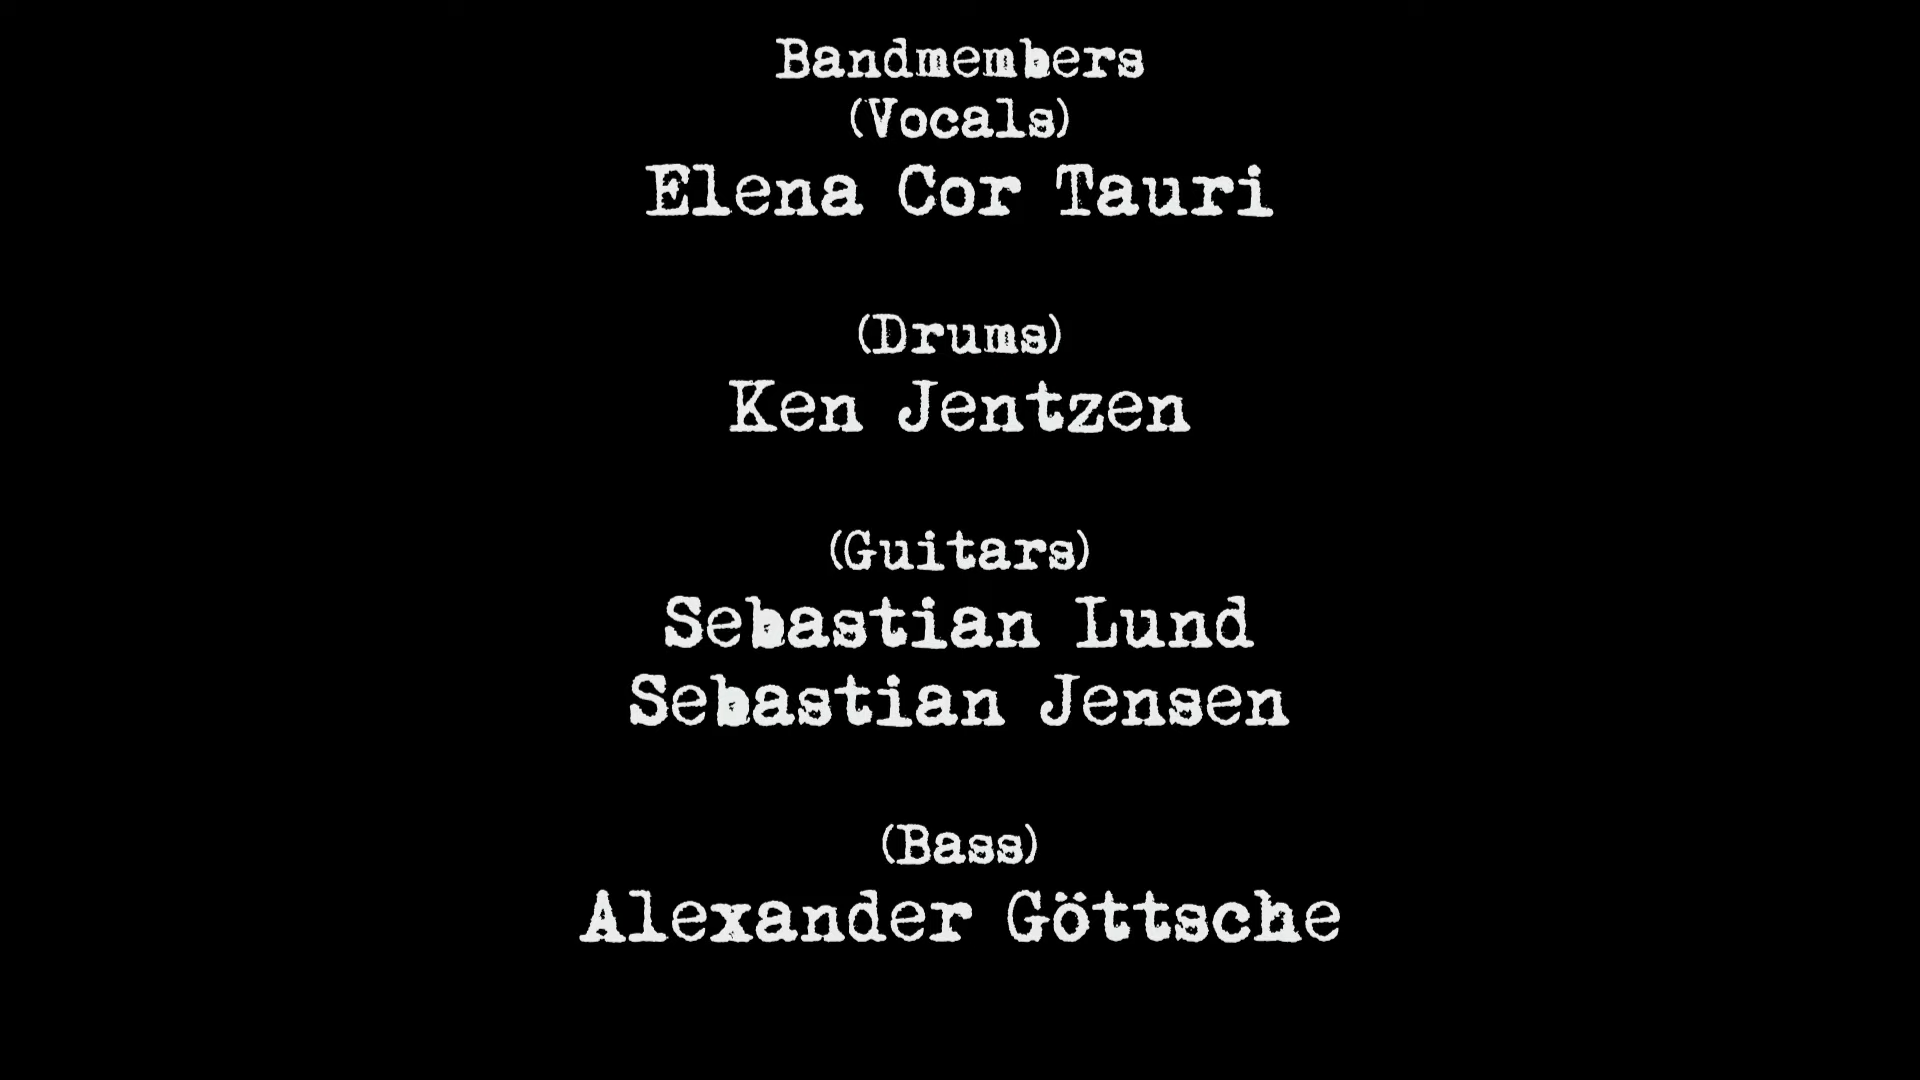 Bandmembers
(Vocals)
Elena Cor Tauri
(Drums)
Ken Jentzen
(Guitars)
Sebastian Lund
Sebastian Jensen
(Bass)
Alexander Göttsche